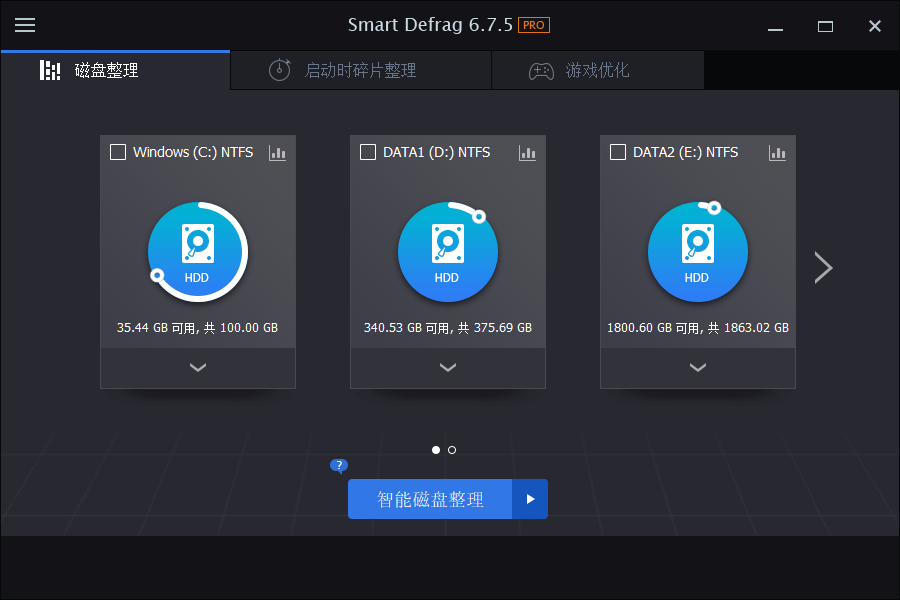 Smart Defrag 6.7.5 PRO
磁盘整理
启动时碎片整理
游戏优化
Windows (C:) NTFS
HDD
35.44 GB 可用, 共 100.00 GB
DATA1 (D:) NTFS
HDD
340.53 GB 可用, 共 375.69 GB
DATA2 (E:) NTFS
HDD
1800.60 GB 可用, 共 1863.02 GB
?
智能磁盘整理